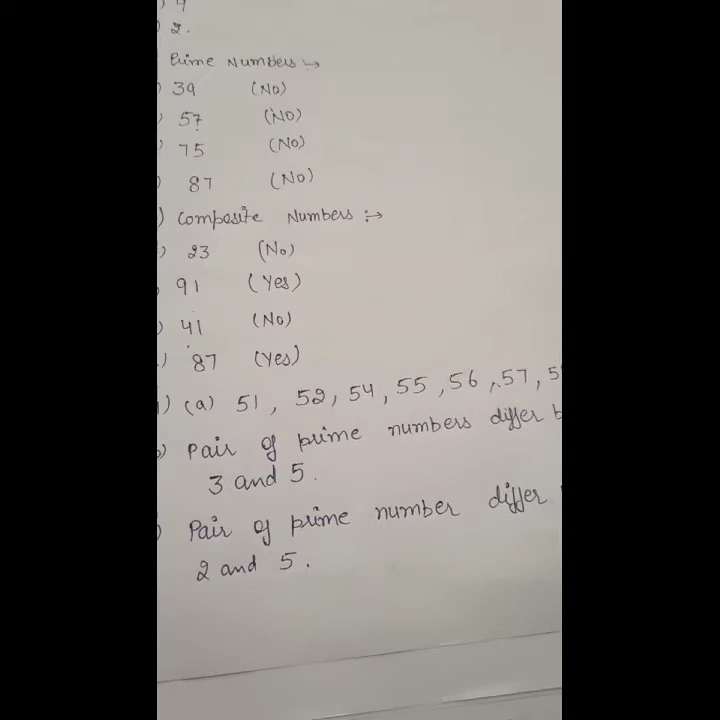 ) 4
) 2.
Prime Numbers :→
) 39 (No)
) 57 (NO)
) 75 (No)
) 87 (No)
) Composite Numbers :→
) 23 (No)
) 91 (Yes)
) 41 (No)
.) 87 (Yes)
) (a) 51, 52, 54, 55, 56, 57, 5
b) Pair of prime numbers differ b
3 and 5.
) Pair of prime number differ
2 and 5.